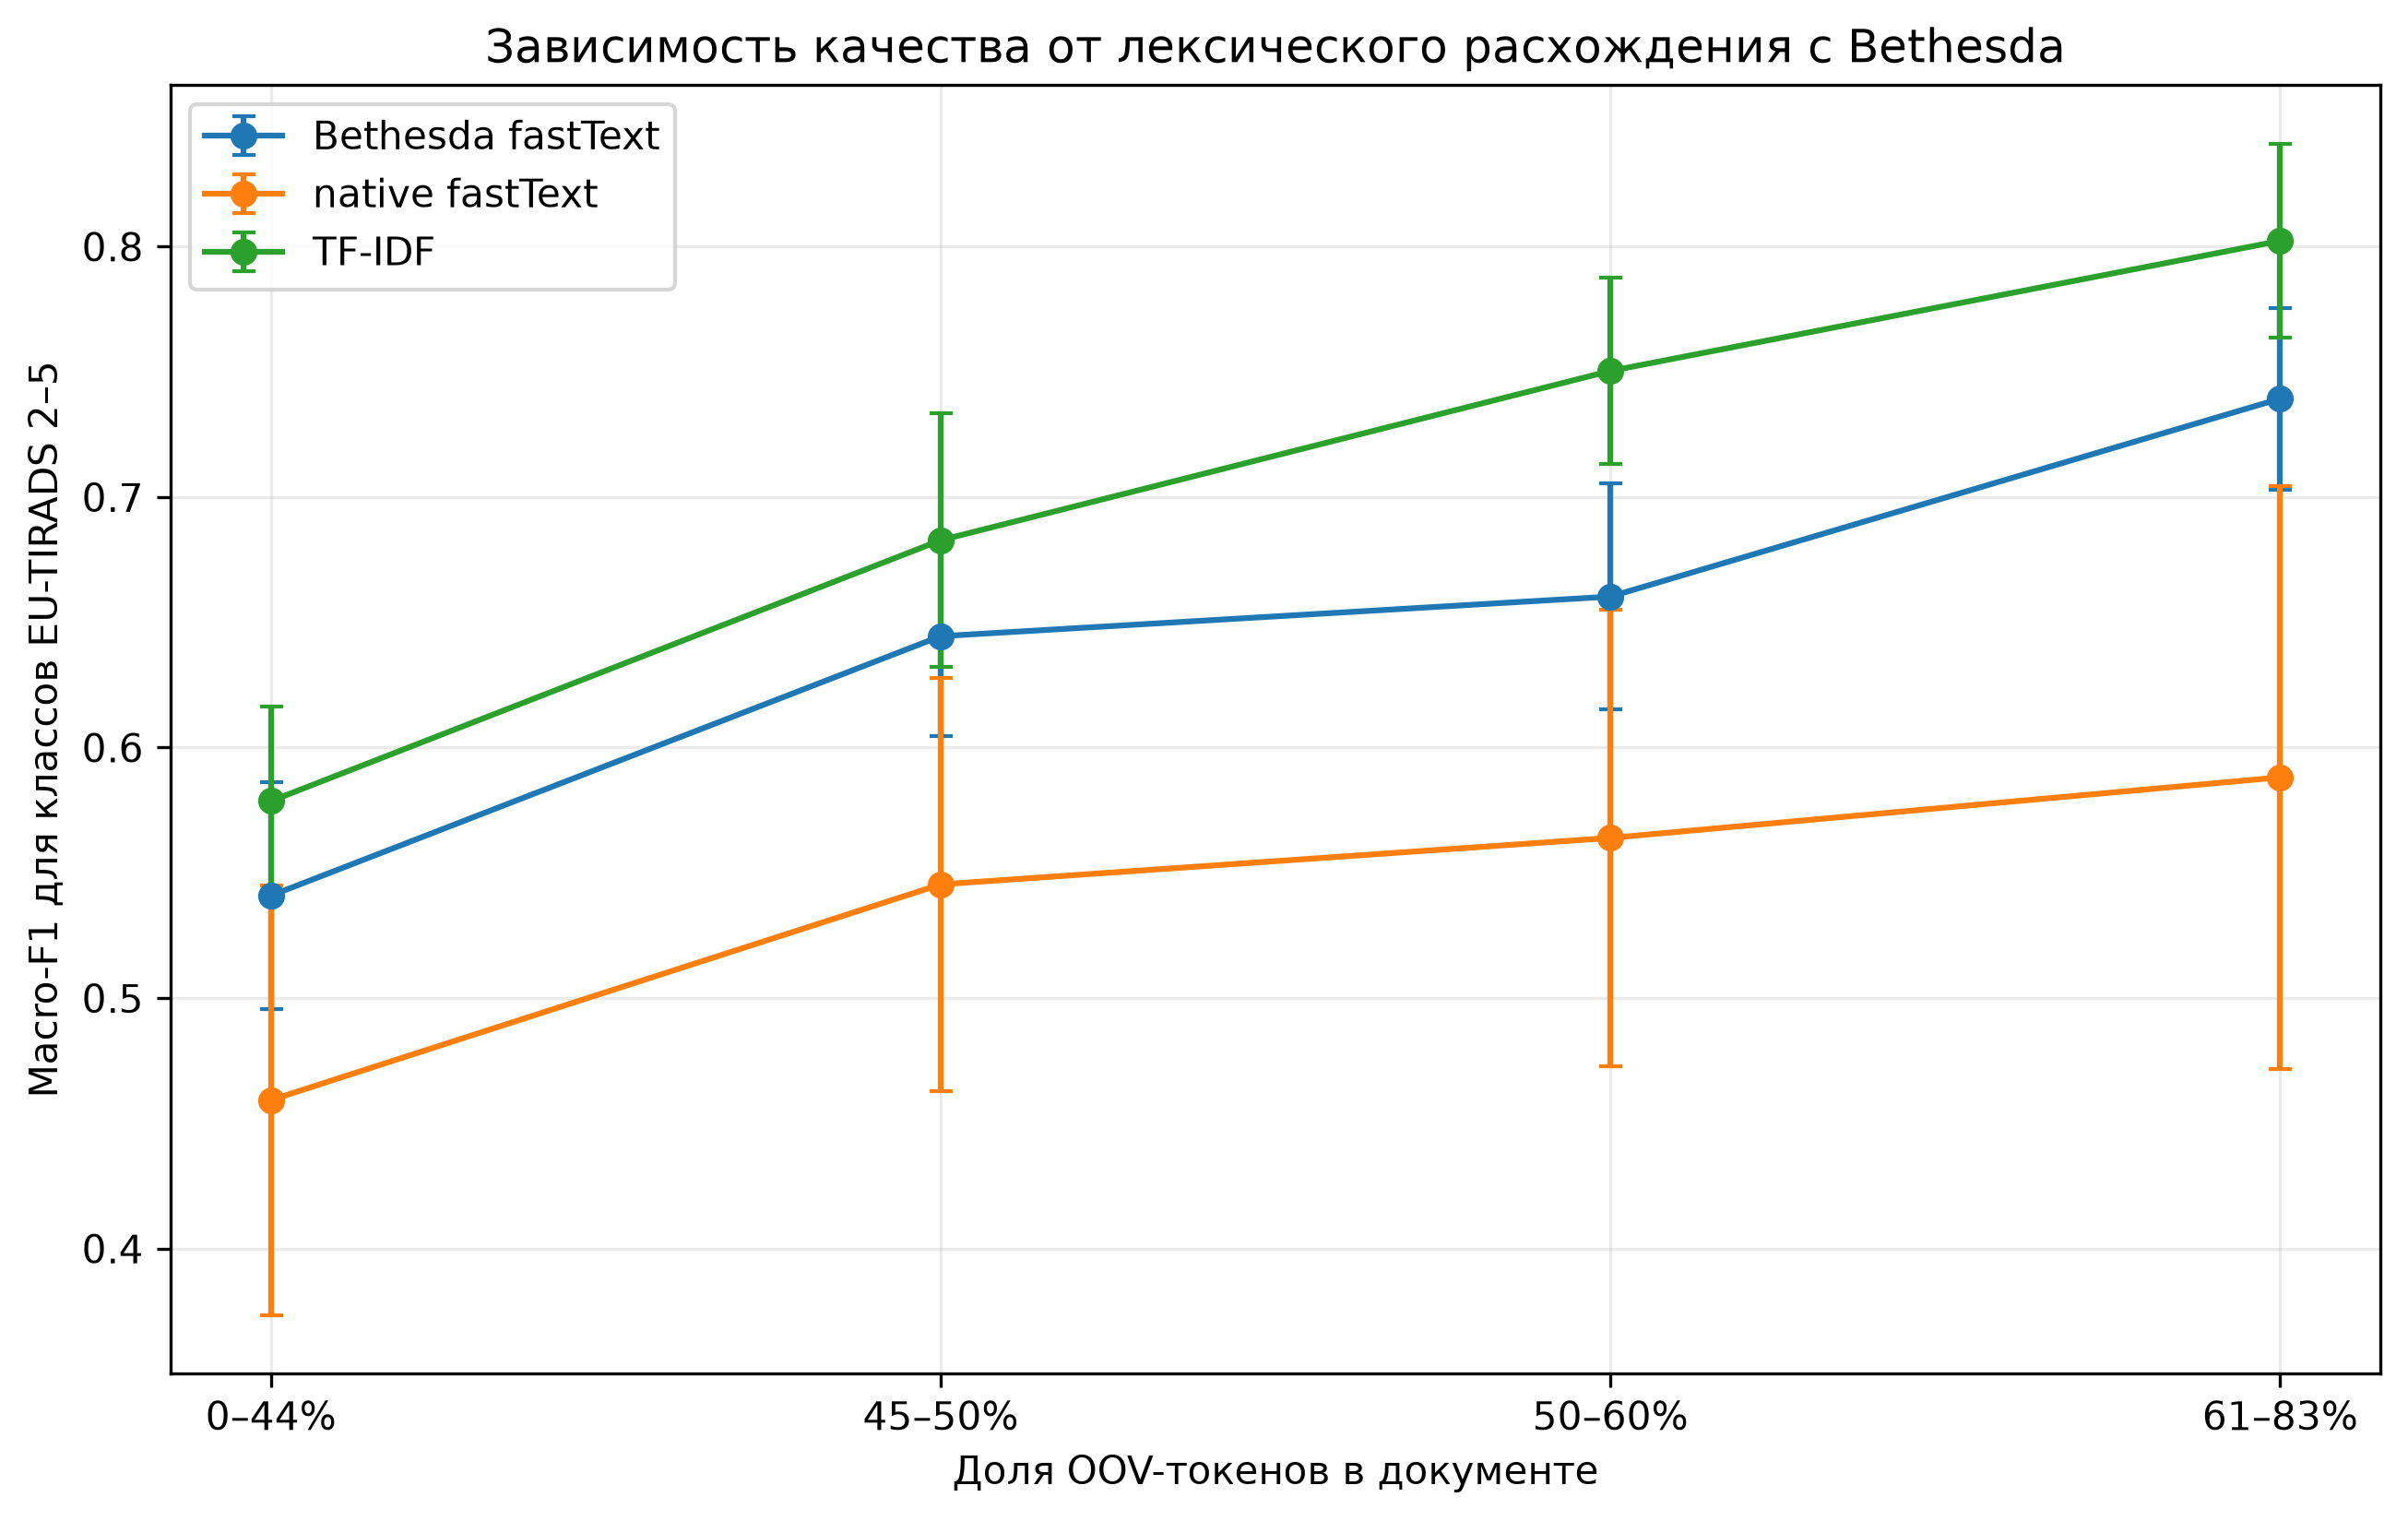 Зависимость качества от лексического расхождения с Bethesda
Bethesda fastText
native fastText
TF-IDF
Macro-F1 для классов EU-TIRADS 2–5
0.8
0.7
0.6
0.5
0.4
0–44%
45–50%
50–60%
61–83%
Доля OOV-токенов в документе